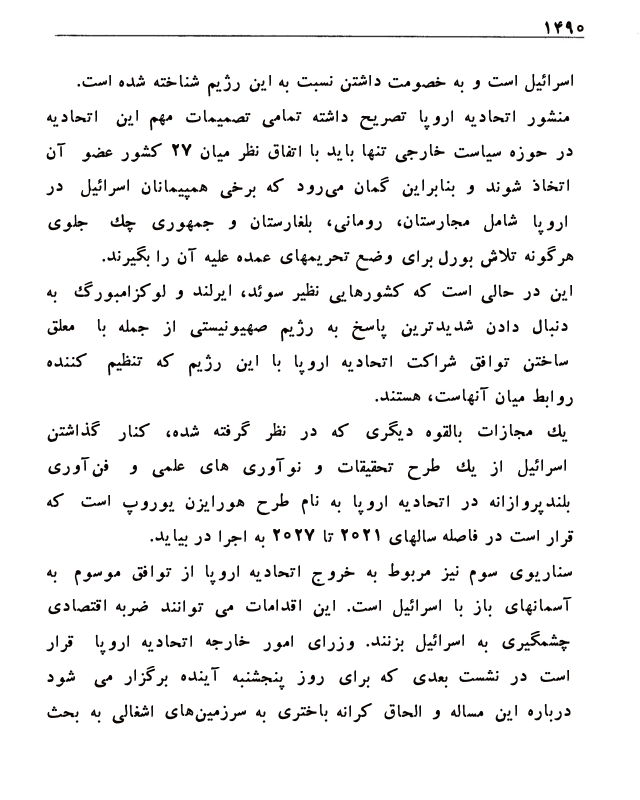 ۱۴۹۰
اسرائیل است و به خصومت داشتن نسبت به این رژیم شناخته شده است.
منشور اتحادیه اروپا تصریح داشته تمامی تصمیمات مهم این اتحادیه
در حوزه سیاست خارجی تنها باید با اتفاق نظر میان ۲۷ کشور عضو آن
اتخاذ شوند و بنابراین گمان می‌رود که برخی همپیمانان اسرائیل در
اروپا شامل مجارستان، رومانی، بلغارستان و جمهوری چک جلوی
هرگونه تلاش بورل برای وضع تحریمهای عمده علیه آن را بگیرند.
این در حالی است که کشورهایی نظیر سوئد، ایرلند و لوکزامبورگ به
دنبال دادن شدیدترین پاسخ به رژیم صهیونیستی از جمله با معلق
ساختن توافق شراکت اتحادیه اروپا با این رژیم که تنظیم کننده
روابط میان آنهاست، هستند.
یک مجازات بالقوه دیگری که در نظر گرفته شده، کنار گذاشتن
اسرائیل از یک طرح تحقیقات و نوآوری های علمی و فن‌آوری
بلندپروازانه در اتحادیه اروپا به نام طرح هورایزن یوروپ است که
قرار است در فاصله سالهای ۲۰۲۱ تا ۲۰۲۷ به اجرا در بیاید.
سناریوی سوم نیز مربوط به خروج اتحادیه اروپا از توافق موسوم به
آسمانهای باز با اسرائیل است. این اقدامات می توانند ضربه اقتصادی
چشمگیری به اسرائیل بزنند. وزرای امور خارجه اتحادیه اروپا قرار
است در نشست بعدی که برای روز پنجشنبه آینده برگزار می شود
درباره این مساله و الحاق کرانه باختری به سرزمین‌های اشغالی به بحث